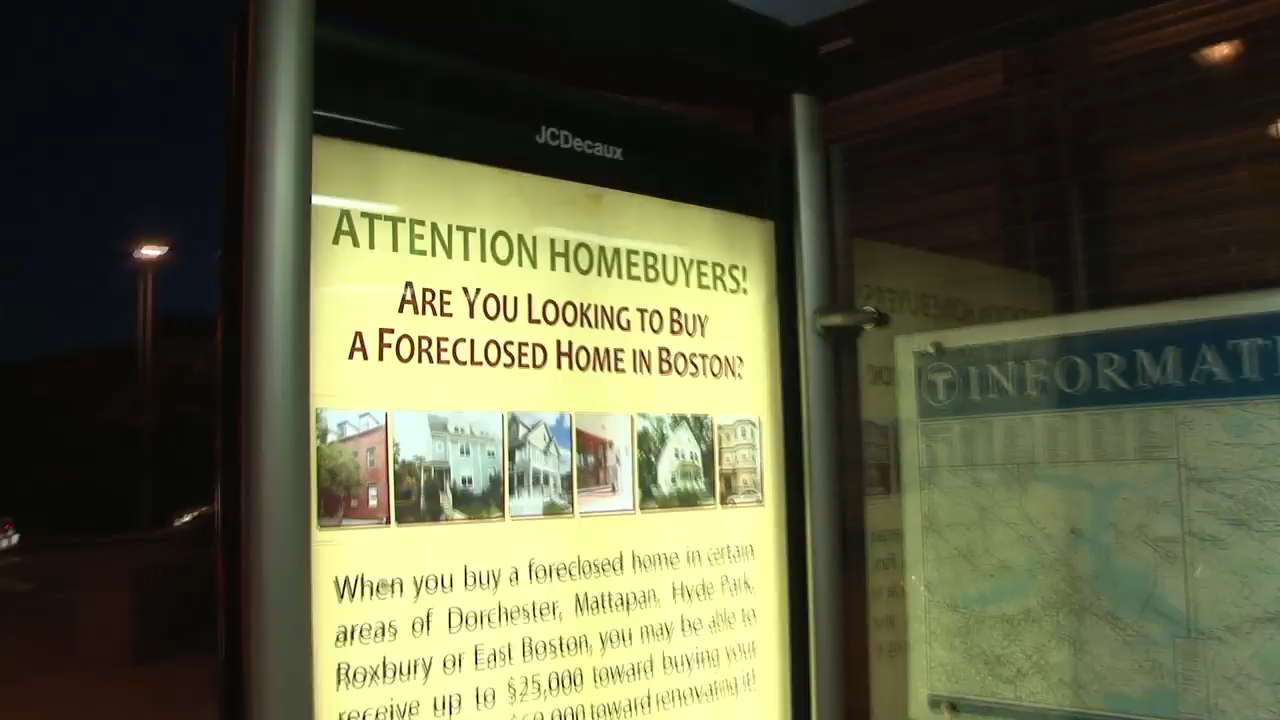 JCDecaux
ATTENTION HOMEBUYERS!
ARE YOU LOOKING TO BUY
A FORECLOSED HOME IN BOSTON?
When you buy a foreclosed home in certain
areas of Dorchester, Mattapan, Hyde Park,
Roxbury or East Boston, you may be able to
receive up to $25,000 toward buying your
toward renovating it!
T INFORMATI